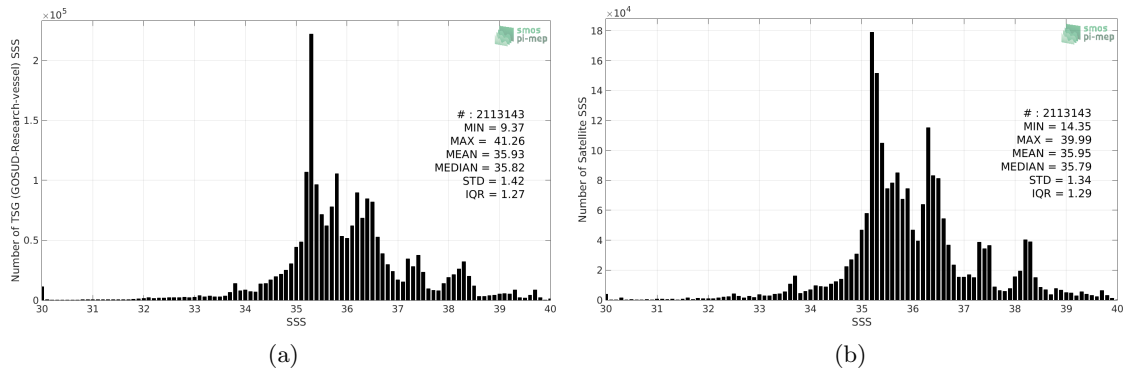 ×10⁵
smos
pi-mep
Number of TSG (GOSUD-Research-vessel) SSS
2
1.5
1
0.5
0
# : 2113143
MIN = 9.37
MAX = 41.26
MEAN = 35.93
MEDIAN = 35.82
STD = 1.42
IQR = 1.27
30 31 32 33 34 35 36 37 38 39 40
SSS
(a)
×10⁴
smos
pi-mep
Number of Satellite SSS
18
16
14
12
10
8
6
4
2
0
# : 2113143
MIN = 14.35
MAX = 39.99
MEAN = 35.95
MEDIAN = 35.79
STD = 1.34
IQR = 1.29
30 31 32 33 34 35 36 37 38 39 40
SSS
(b)